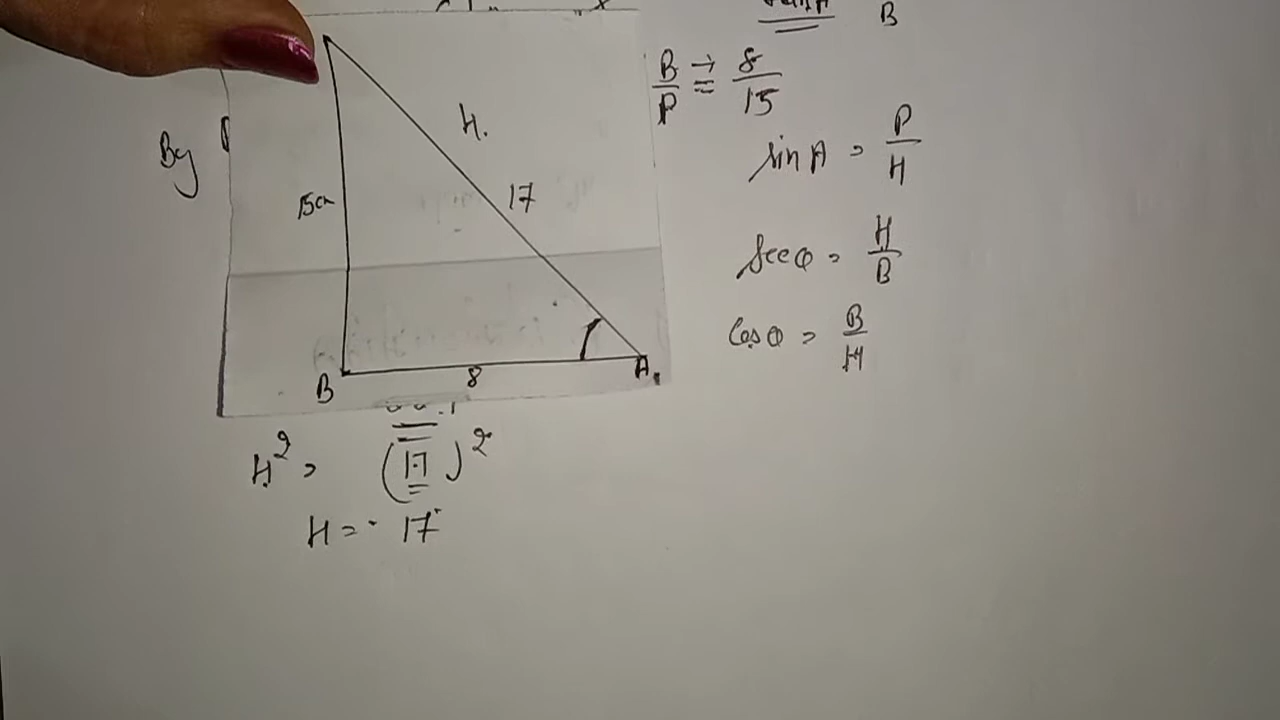 B
B/P ⇒ 8/15
H.
By
sin A = P/H
15cm
17
sec θ = H/B
cos θ = B/H
B
8
A
H² = (17)²
H = 17